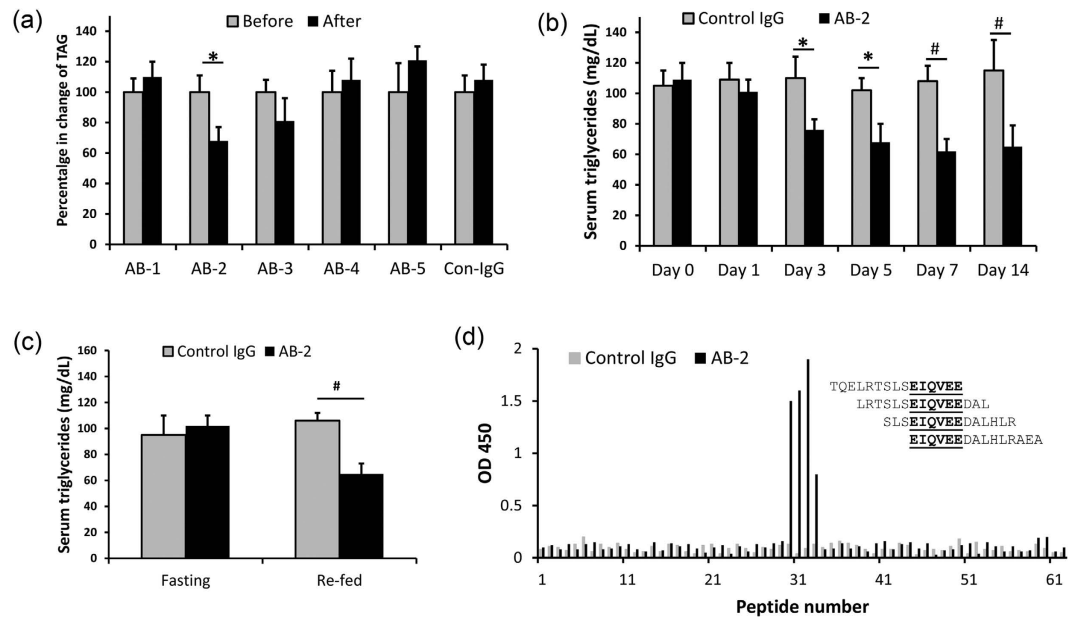 (a)
Before After
Percentalge in change of TAG
140
120
100
80
60
40
20
0
*
AB-1 AB-2 AB-3 AB-4 AB-5 Con-IgG
(b)
Control IgG AB-2
Serum triglycerides (mg/dL)
140
120
100
80
60
40
20
0
* * # #
Day 0 Day 1 Day 3 Day 5 Day 7 Day 14
(c)
Control IgG AB-2
Serum triglycerides (mg/dL)
160
140
120
100
80
60
40
20
0
#
Fasting Re-fed
(d)
Control IgG AB-2
OD 450
2
1.5
1
0.5
0
TQELRTSLSEIQVEE
LRTSLSEIQVEEDAL
SLSEIQVEEDALHLR
EIQVEEDALHLRAEA
1 11 21 31 41 51 61
Peptide number